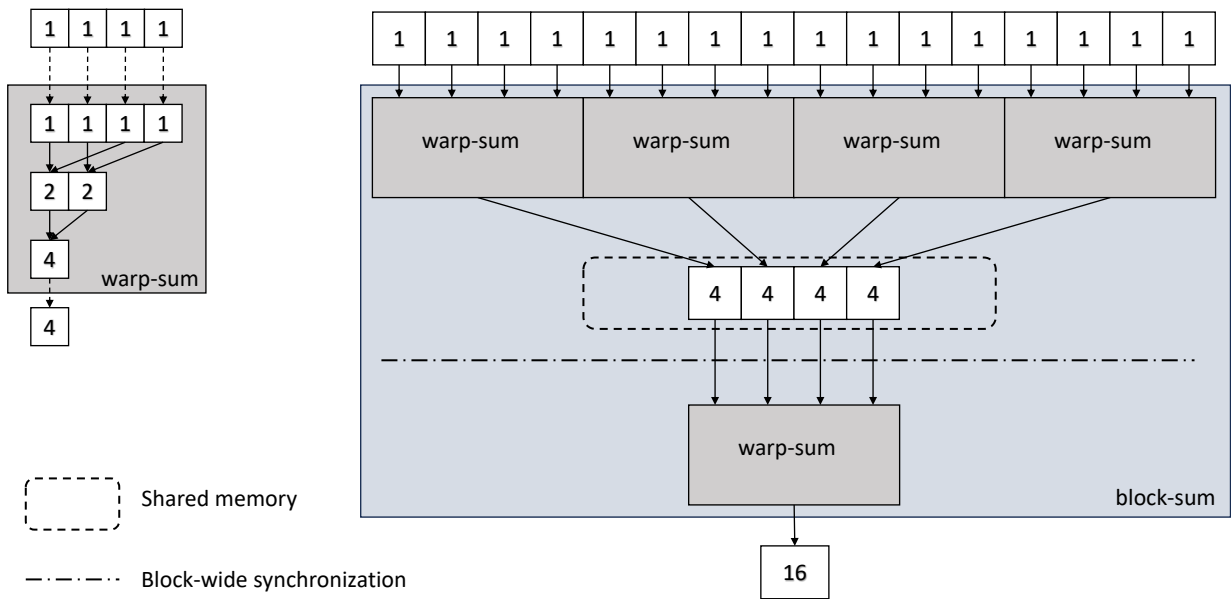 1 1 1 1
1 1 1 1
2 2
4
warp-sum
4
1 1 1 1 1 1 1 1 1 1 1 1 1 1 1 1
warp-sum warp-sum warp-sum warp-sum
4 4 4 4
warp-sum
block-sum
16
Shared memory
Block-wide synchronization